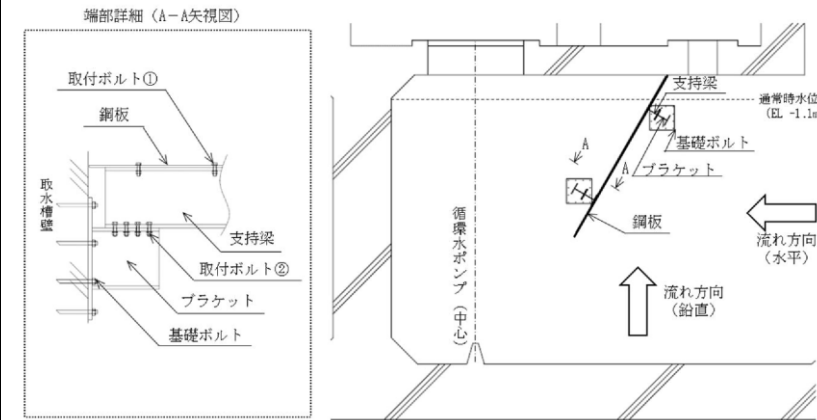 端部詳細（A－A矢視図）
取付ボルト①
鋼板
取水槽壁
支持梁
取付ボルト②
ブラケット
基礎ボルト
支持梁
通常時水位
(EL -1.1m
基礎ボルト
A
ブラケット
A
鋼板
循環水ポンプ（中心）
流れ方向
（水平）
流れ方向
（鉛直）